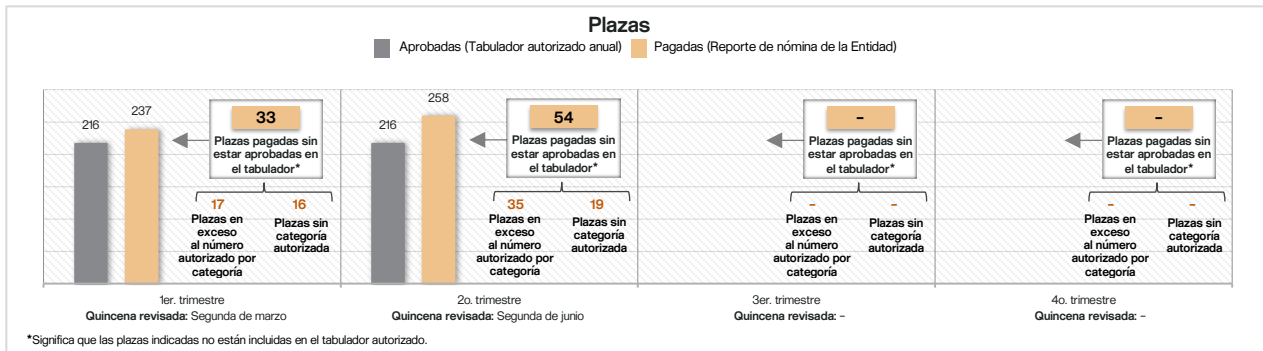 Plazas
Aprobadas (Tabulador autorizado anual) Pagadas (Reporte de nómina de la Entidad)
216
237
33
Plazas pagadas sin
estar aprobadas en
el tabulador*
17
Plazas en
exceso
al número
autorizado por
categoría
16
Plazas sin
categoría
autorizada
216
258
54
Plazas pagadas sin
estar aprobadas en
el tabulador*
35
Plazas en
exceso
al número
autorizado por
categoría
19
Plazas sin
categoría
autorizada
-
Plazas pagadas sin
estar aprobadas en
el tabulador*
-
Plazas en
exceso
al número
autorizado por
categoría
-
Plazas sin
categoría
autorizada
-
Plazas pagadas sin
estar aprobadas en
el tabulador*
-
Plazas en
exceso
al número
autorizado por
categoría
-
Plazas sin
categoría
autorizada
1er. trimestre
Quincena revisada: Segunda de marzo
2o. trimestre
Quincena revisada: Segunda de junio
3er. trimestre
Quincena revisada: -
4o. trimestre
Quincena revisada: -
*Significa que las plazas indicadas no están incluidas en el tabulador autorizado.